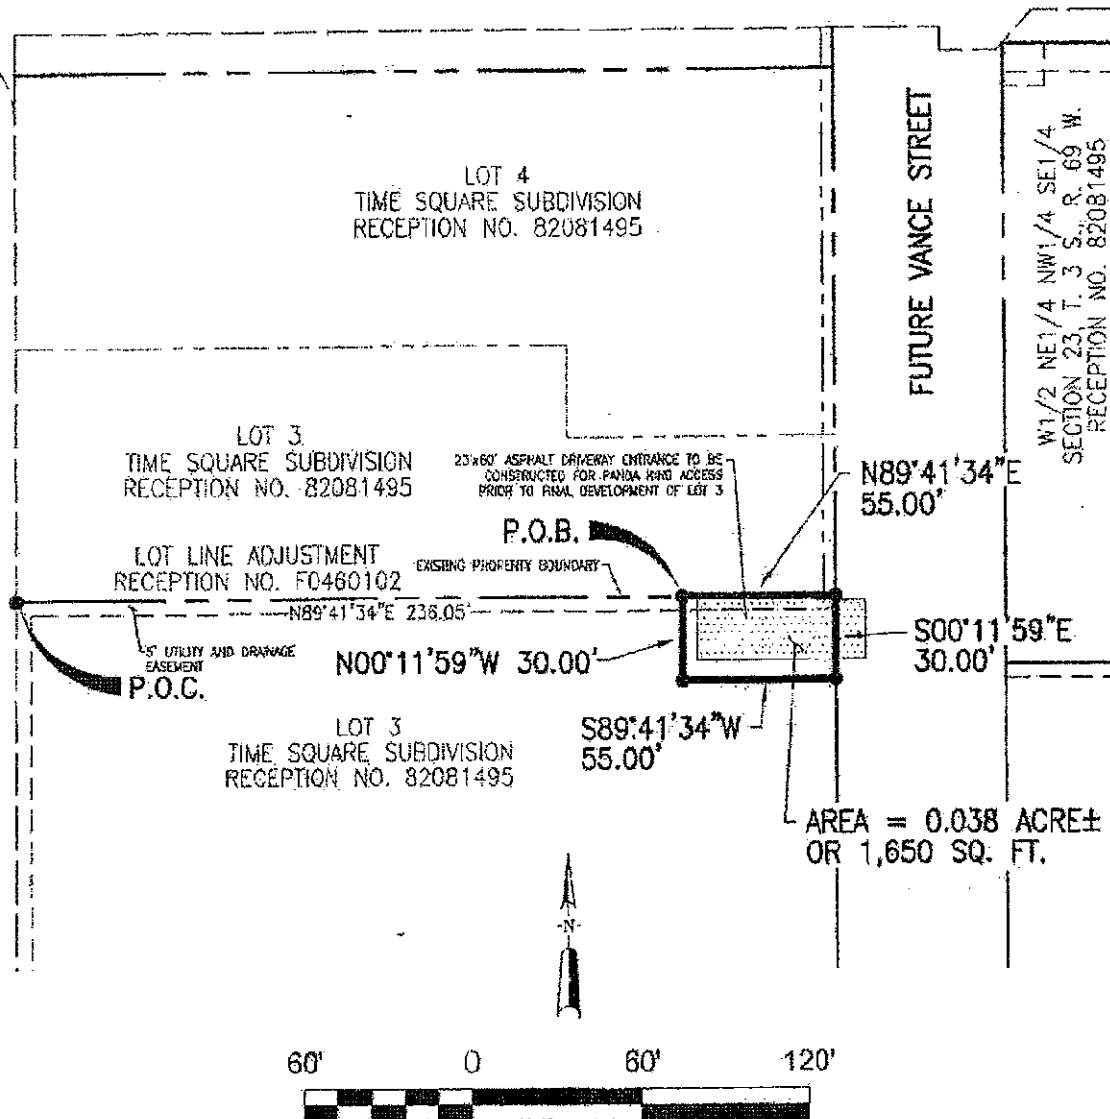 LOT 4
TIME SQUARE SUBDIVISION
RECEPTION NO. 82081495
FUTURE VANCE STREET
W1/2 NE1/4 NW1/4 SE1/4
SECTION 23, T. 3 S., R. 69 W.
RECEPTION NO. 82081495
LOT 3
TIME SQUARE SUBDIVISION
RECEPTION NO. 82081495
23'x60' ASPHALT DRIVEWAY ENTRANCE TO BE
CONSTRUCTED FOR PANDA ACCESS
PRIOR TO FINAL DEVELOPMENT OF LOT 3
N89°41'34"E
55.00'
P.O.B.
LOT LINE ADJUSTMENT
RECEPTION NO. F0460102
EXISTING PROPERTY BOUNDARY
N89°41'34"E 236.05'
5' UTILITY AND DRAINAGE
EASEMENT
P.O.C.
N00°11'59"W 30.00'
S00°11'59"E
30.00'
S89°41'34"W
55.00'
LOT 3
TIME SQUARE SUBDIVISION
RECEPTION NO. 82081495
AREA = 0.038 ACRE±
OR 1,650 SQ. FT.
-N-
60' 0 60' 120'